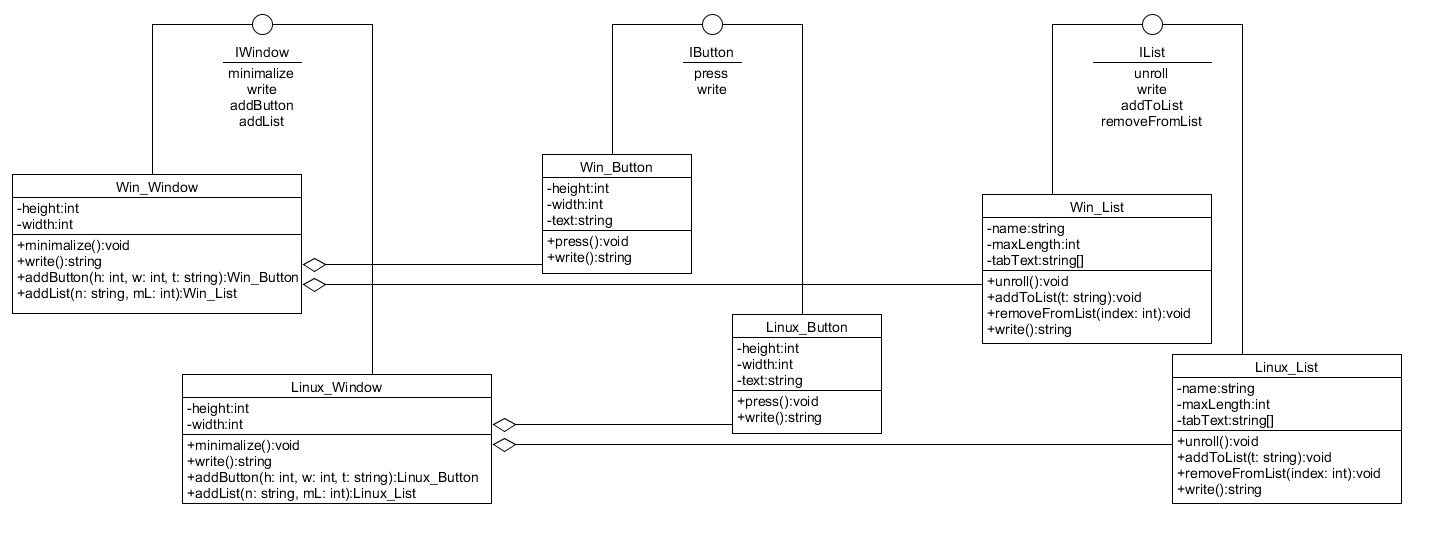 IWindow
minimalize
write
addButton
addList
IButton
press
write
IList
unroll
write
addToList
removeFromList
Win_Window
-height:int
-width:int
+minimalize():void
+write():string
+addButton(h: int, w: int, t: string):Win_Button
+addList(n: string, mL: int):Win_List
Win_Button
-height:int
-width:int
-text:string
+press():void
+write():string
Win_List
-name:string
-maxLength:int
-tabText:string[]
+unroll():void
+addToList(t: string):void
+removeFromList(index: int):void
+write():string
Linux_Window
-height:int
-width:int
+minimalize():void
+write():string
+addButton(h: int, w: int, t: string):Linux_Button
+addList(n: string, mL: int):Linux_List
Linux_Button
-height:int
-width:int
-text:string
+press():void
+write():string
Linux_List
-name:string
-maxLength:int
-tabText:string[]
+unroll():void
+addToList(t: string):void
+removeFromList(index: int):void
+write():string